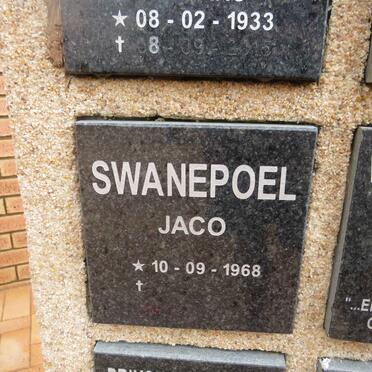 ★ 08 - 02 - 1933
SWANEPOEL
JACO
★ 10 - 09 - 1968
✝
"...E